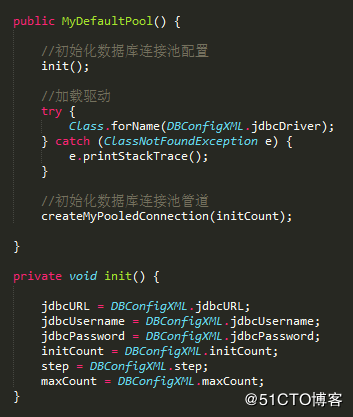 public MyDefaultPool() {
//初始化数据库连接池配置
init();
//加载驱动
try {
Class.forName(DBConfigXML.jdbcDriver);
} catch (ClassNotFoundException e) {
e.printStackTrace();
}
//初始化数据库连接池管道
createMyPooledConnection(initCount);
}
private void init() {
jdbcURL = DBConfigXML.jdbcURL;
jdbcUsername = DBConfigXML.jdbcUsername;
jdbcPassword = DBConfigXML.jdbcPassword;
initCount = DBConfigXML.initCount;
step = DBConfigXML.step;
maxCount = DBConfigXML.maxCount;
}
@51CTO博客